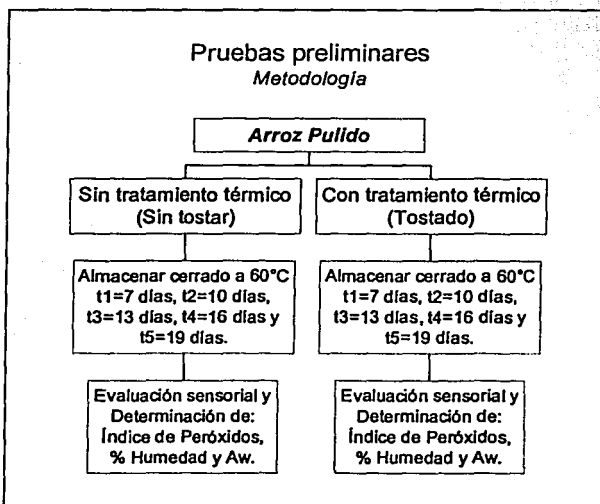 Pruebas preliminares
Metodología
Arroz Pulido
Sin tratamiento térmico
(Sin tostar)
Con tratamiento térmico
(Tostado)
Almacenar cerrado a 60°C
t1=7 días, t2=10 días,
t3=13 días, t4=16 días y
t5=19 días.
Almacenar cerrado a 60°C
t1=7 días, t2=10 días,
t3=13 días, t4=16 días y
t5=19 días.
Evaluación sensorial y
Determinación de:
Índice de Peróxidos,
% Humedad y Aw.
Evaluación sensorial y
Determinación de:
Índice de Peróxidos,
% Humedad y Aw.